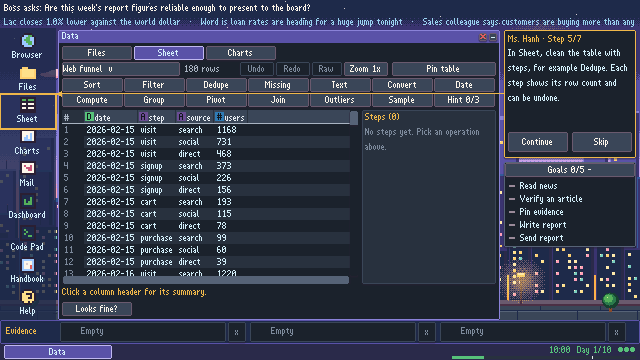 Boss asks: Are this week's report figures reliable enough to present to the board?
Lac closes 1.0% lower against the world dollar · Word is loan rates are heading for a huge jump tonight · Sales colleague says customers are buying more than any
Browser
Files
Sheet
Charts
Mail
Dashboard
Code Pad
Handbook
Help
Data
Files
Sheet
Charts
Web funnel v
180 rows
Undo
Redo
Raw
Zoom 1x
Pin table
Sort
Filter
Dedupe
Missing
Text
Convert
Date
Compute
Group
Pivot
Join
Outliers
Sample
Hint 0/3
# D date A step A source # users
1 2026-02-15 visit search 1168
2 2026-02-15 visit social 731
3 2026-02-15 visit direct 468
4 2026-02-15 signup search 373
5 2026-02-15 signup social 226
6 2026-02-15 signup direct 156
7 2026-02-15 cart search 193
8 2026-02-15 cart social 115
9 2026-02-15 cart direct 78
10 2026-02-15 purchase search 99
11 2026-02-15 purchase social 60
12 2026-02-15 purchase direct 39
13 2026-02-16 visit search 1220
Steps (0)
No steps yet. Pick an operation
above.
Click a column header for its summary.
Looks fine?
Ms. Hanh · Step 5/7
In Sheet, clean the table with
steps, for example Dedupe. Each
step shows its row count and
can be undone.
Continue
Skip
Goals 0/5 -
— Read news
— Verify an article
— Pin evidence
— Write report
— Send report
Evidence
Empty
x
Empty
x
Empty
x
Data
10:00 Day 1/10